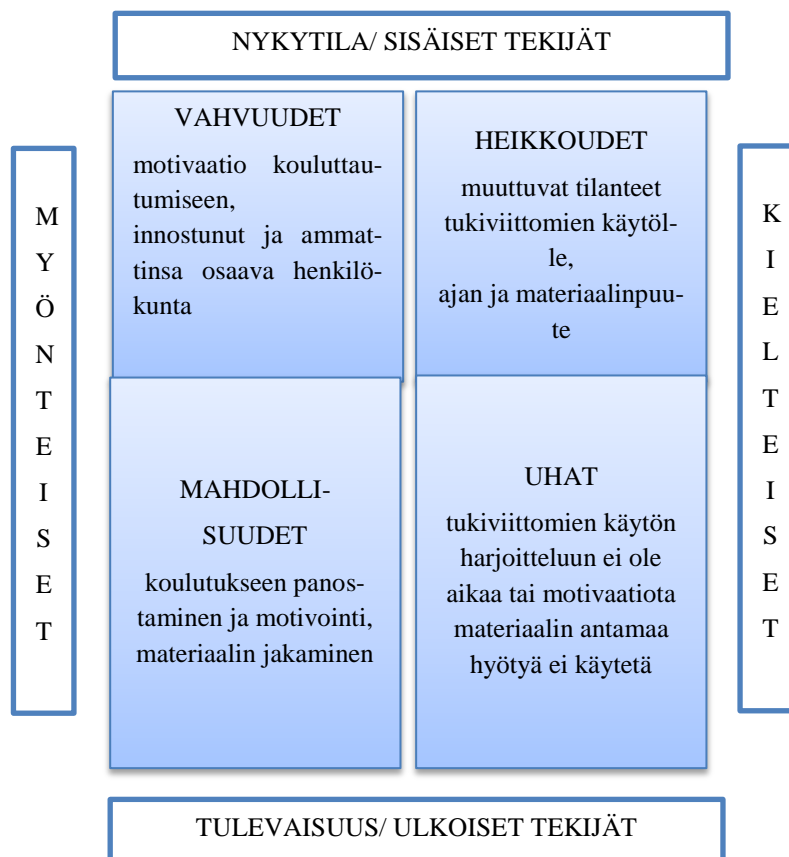 NYKYTILA/ SISÄISET TEKIJÄT
MYÖNTEISET
VAHVUUDET
motivaatio kouluttau-
tumiseen,
innostunut ja ammat-
tinsa osaava henkilö-
kunta
HEIKKOUDET
muuttuvat tilanteet
tukiviittomien käytöl-
le,
ajan ja materiaalinpuu-
te
MAHDOLLI-
SUUDET
koulutukseen panos-
taminen ja motivointi,
materiaalin jakaminen
UHAT
tukiviittomien käytön
harjoitteluun ei ole
aikaa tai motivaatiota
materiaalin antamaa
hyötyä ei käytetä
KIELTEISET
TULEVAISUUS/ ULKOISET TEKIJÄT